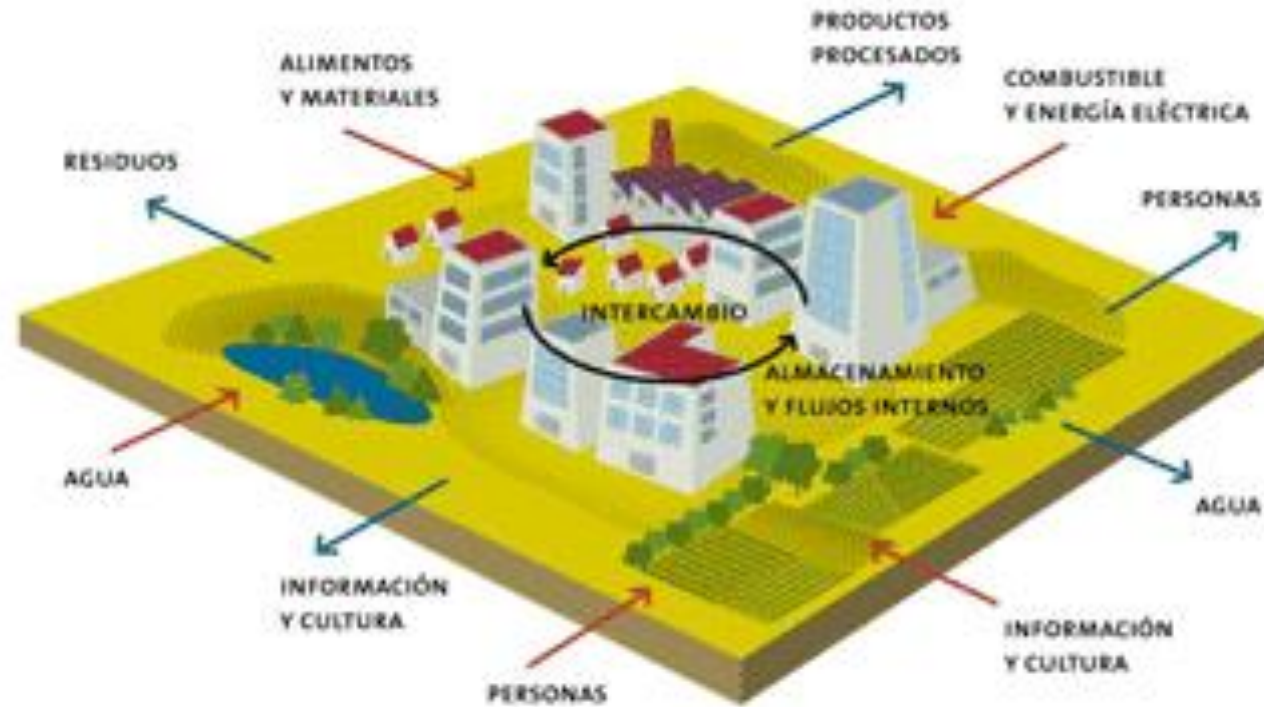 PRODUCTOS
PROCESADOS
ALIMENTOS
Y MATERIALES
COMBUSTIBLE
Y ENERGÍA ELÉCTRICA
RESIDUOS
PERSONAS
INTERCAMBIO
ALMACENAMIENTO
Y FLUJOS INTERNOS
AGUA
AGUA
INFORMACIÓN
Y CULTURA
INFORMACIÓN
Y CULTURA
PERSONAS